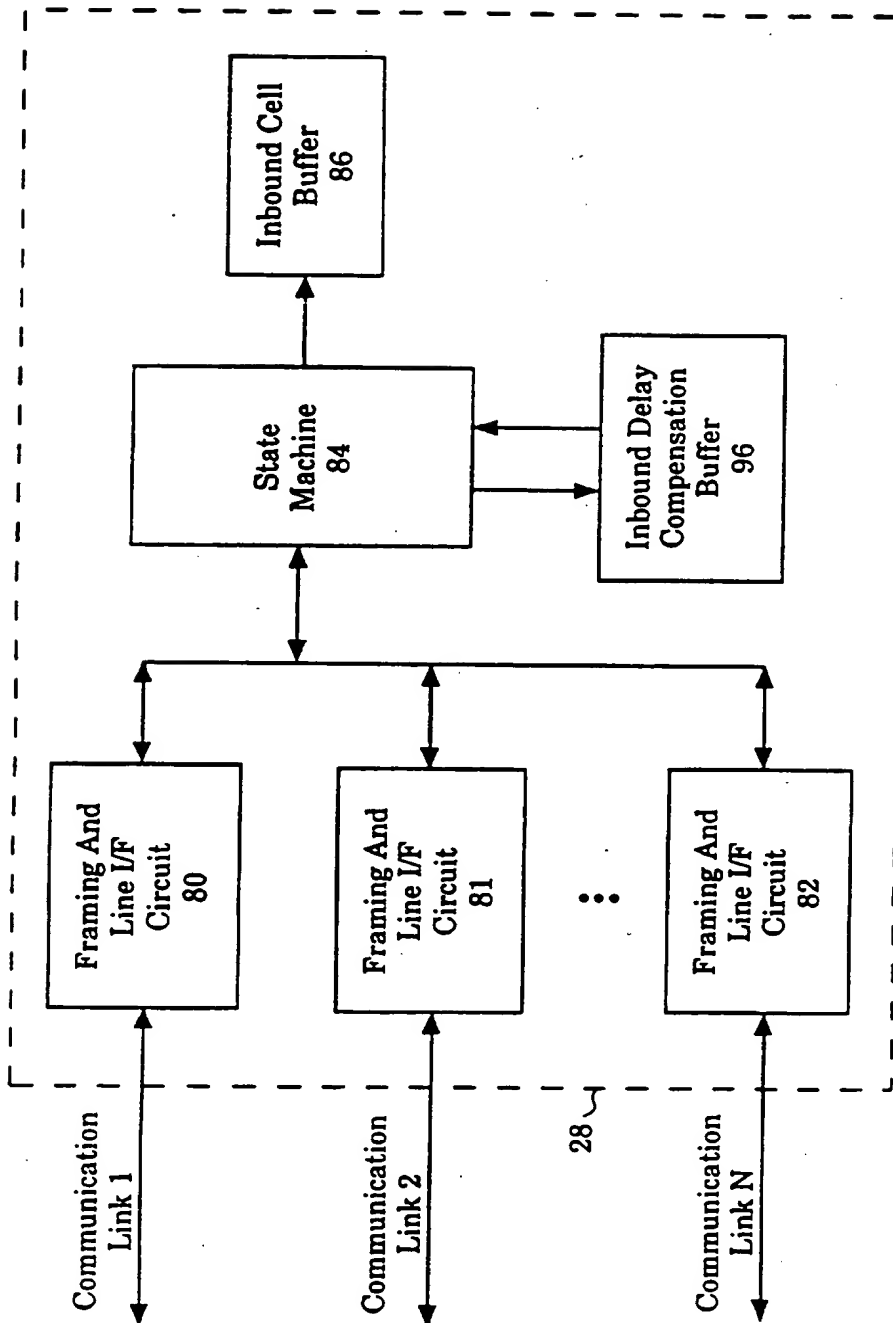 Communication
Link 1
Framing And
Line I/F
Circuit
80
Communication
Link 2
Framing And
Line I/F
Circuit
81
Communication
Link N
Framing And
Line I/F
Circuit
82
28
State
Machine
84
Inbound Cell
Buffer
86
Inbound Delay
Compensation
Buffer
96